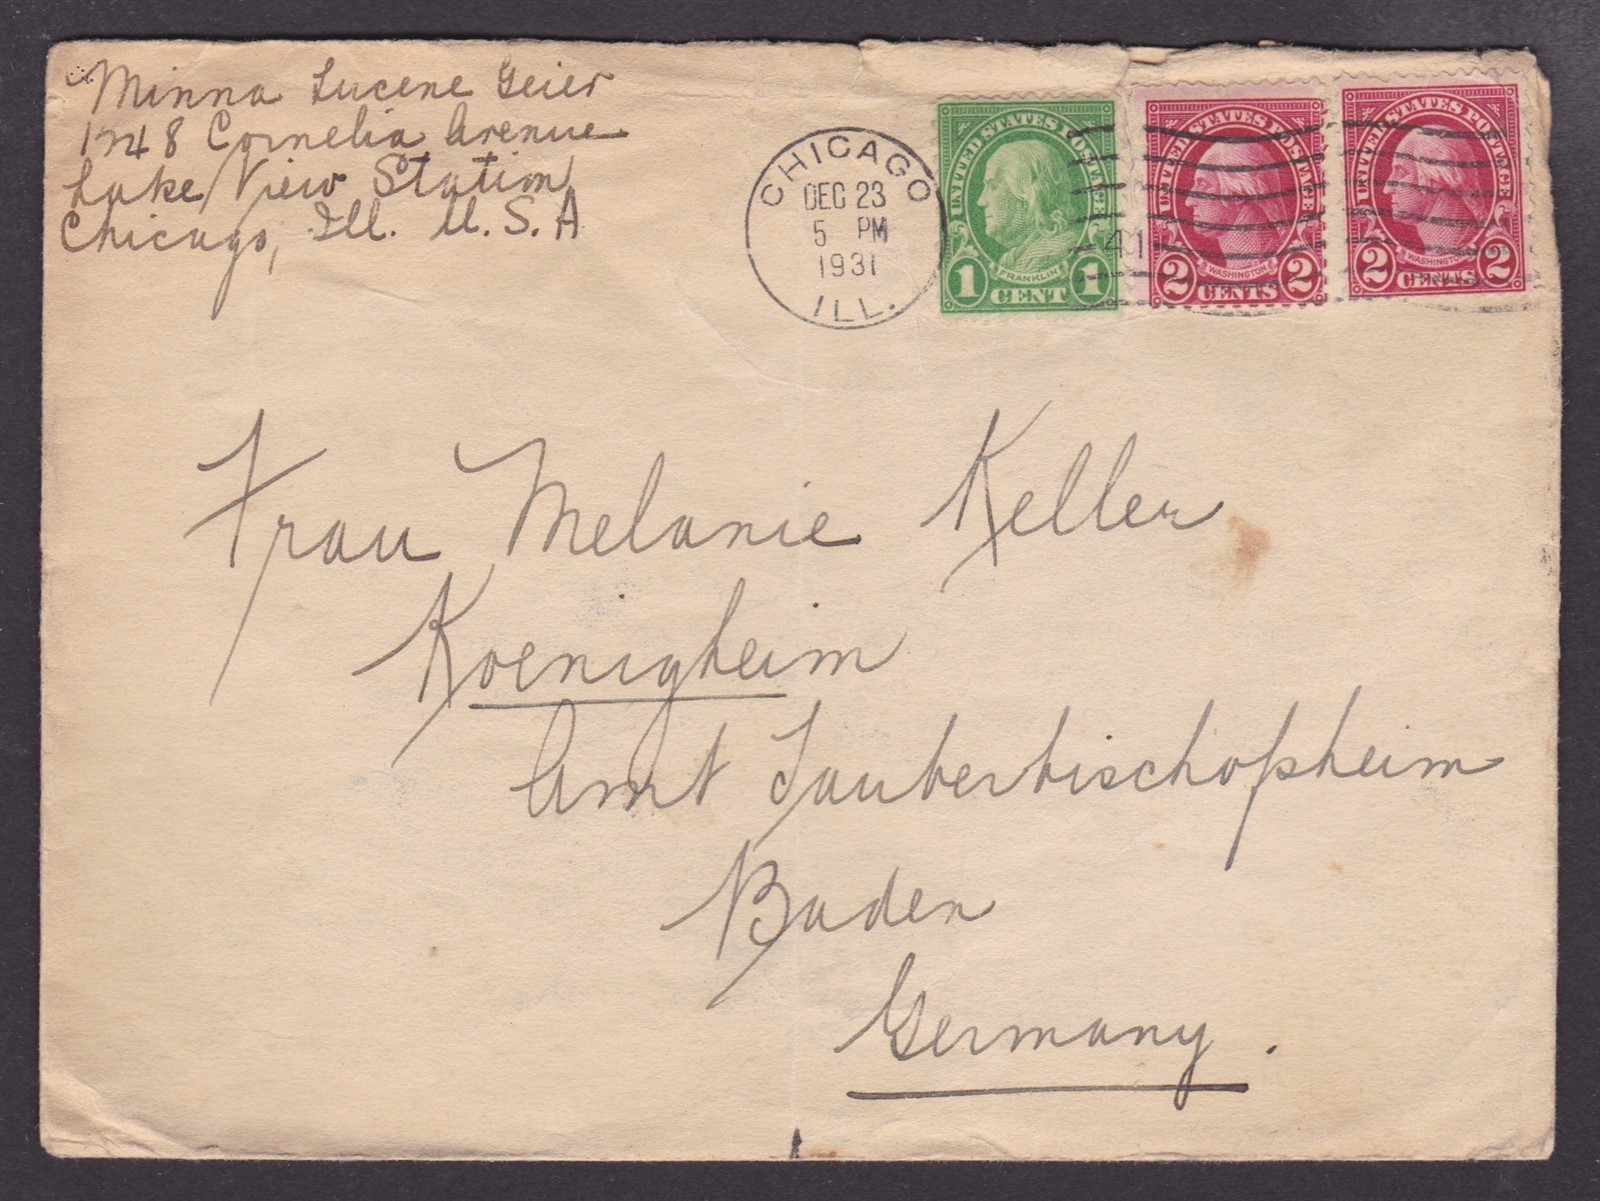 Minna Lucene Geier
Cornelia Avenue
Lake View Station
Chicago, Ill. U.S.A
CHICAGO
DEC 23
5 PM
1931
ILL.
41
UNITED STATES POSTAGE
FRANKLIN
1 CENT 1
UNITED STATES POSTAGE
WASHINGTON
2 CENTS 2
UNITED STATES POSTAGE
WASHINGTON
2 CENTS 2
Frau Melanie Keller
Koenigheim
Amt Tauberbischofsheim
Baden
Germany.